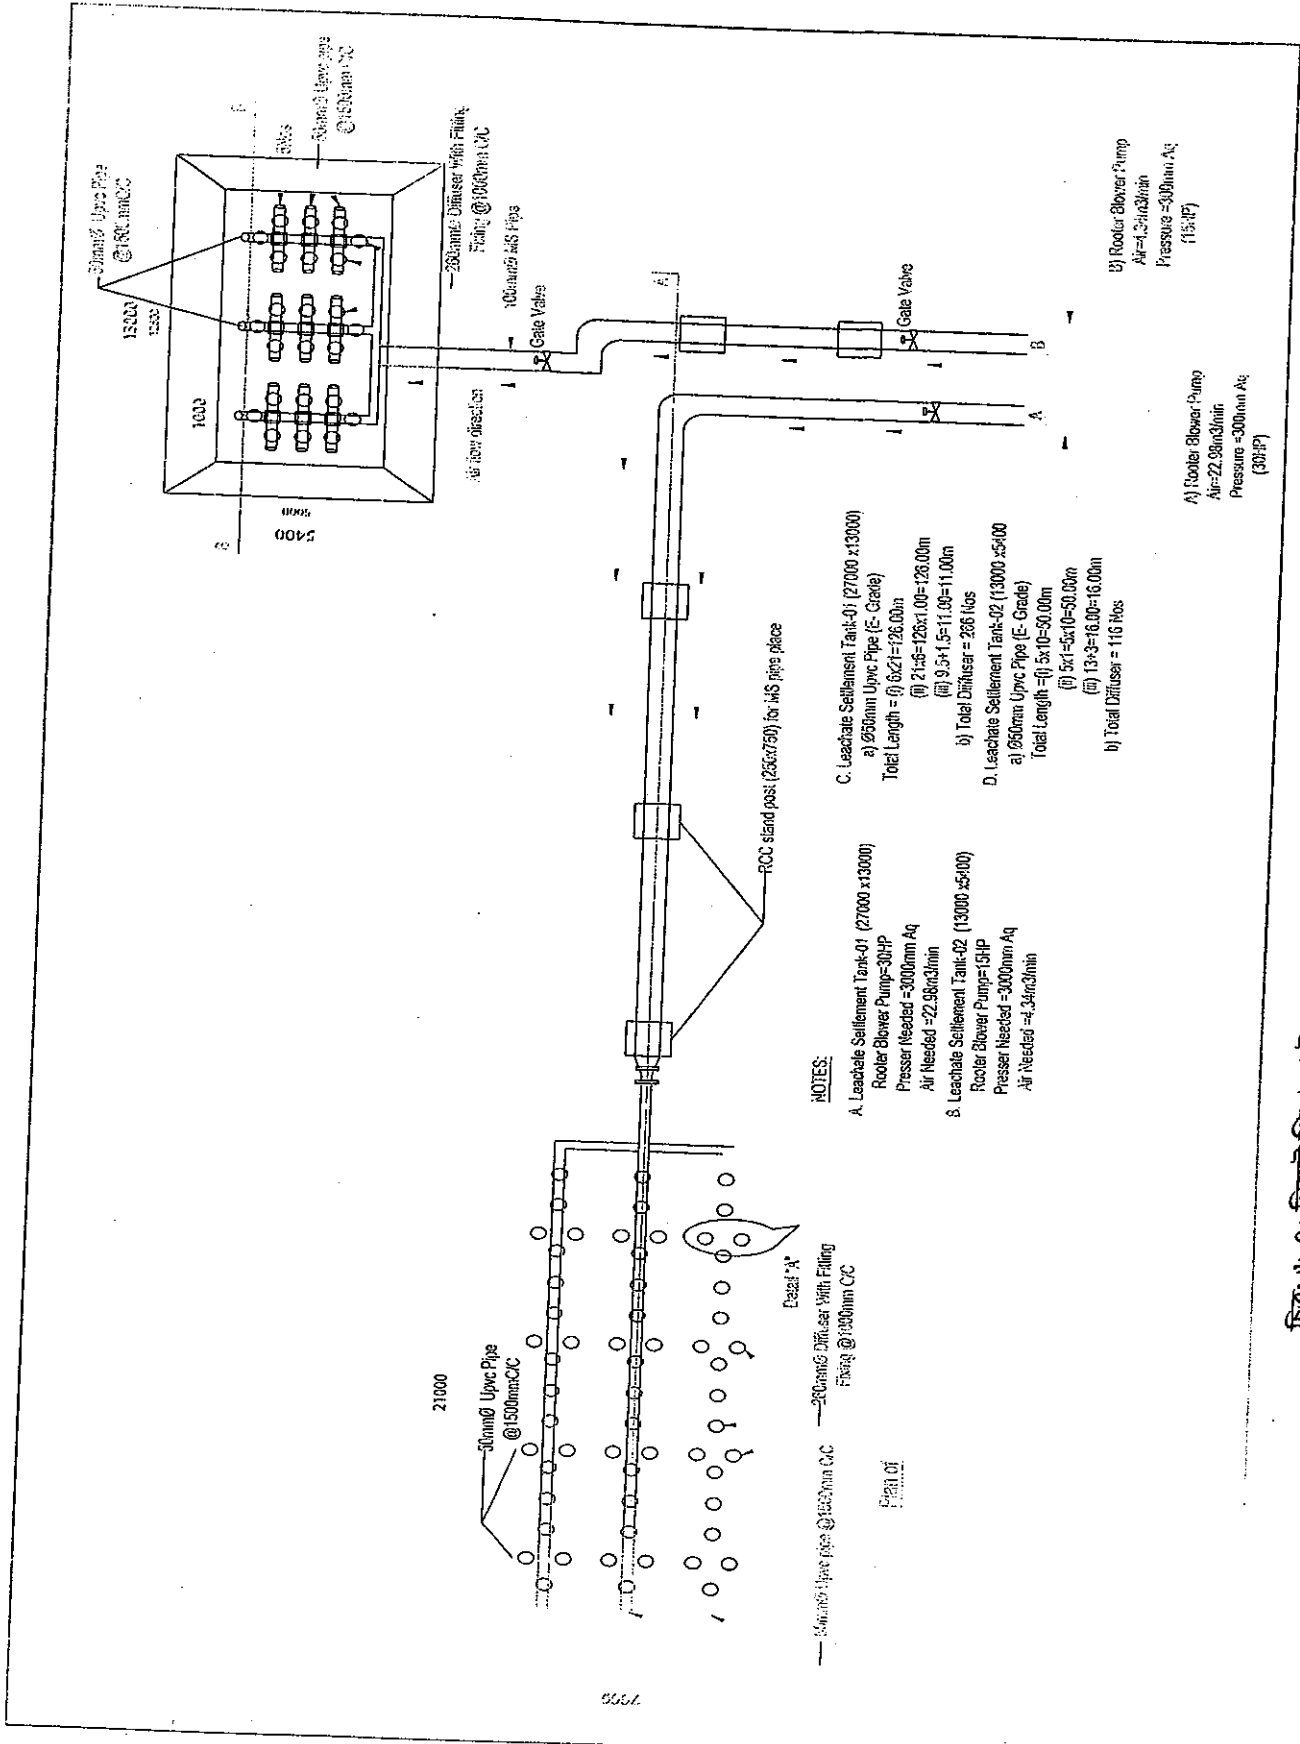 50mmØ Upvc Pipe
@1500mmC/C
13000
1000
5400
5000
5Nos
50mmØ Upvc pipe
@1500mm C/C
260mmØ Diffuser With Fitting
Fixing @1000mm C/C
100mmØ MS Pipe
Gate Valve
Air flow direction
A
Gate Valve
B
A
B) Rooter Blower Pump
Air=4.34m3/min
Pressure =300mm Aq
(15HP)
A) Rooter Blower Pump
Air=22.98m3/min
Pressure =300mm Aq
(30HP)
RCC stand post (250x750) for MS pipe place
21000
50mmØ Upvc Pipe
@1500mmC/C
Detail "A"
260mmØ Diffuser With Fitting
Fixing @1000mm C/C
50mmØ Upvc pipe @1500mm C/C
Plan of
NOTES:
A. Leachate Settlement Tank-01 (27000 x13000)
Rooter Blower Pump=30HP
Presser Needed =3000mm Aq
Air Needed =22.98m3/min
B. Leachate Settlement Tank-02 (13000 x5400)
Rooter Blower Pump=15HP
Presser Needed =3000mm Aq
Air Needed =4.34m3/min
C. Leachate Settlement Tank-01 (27000 x13000)
a) Ø50mm Upvc Pipe (E- Grade)
Total Length = (i) 6x21=126.00m
(ii) 21x6=126x1.00=126.00m
(iii) 9.5+1.5=11.00=11.00m
b) Total Diffuser = 266 Nos
D. Leachate Settlement Tank-02 (13000 x5400
a) Ø50mm Upvc Pipe (E- Grade)
Total Length =(i) 5x10=50.00m
(ii) 5x1=5x10=50.00m
(iii) 13+3=16.00=16.00m
b) Total Diffuser = 116 Nos